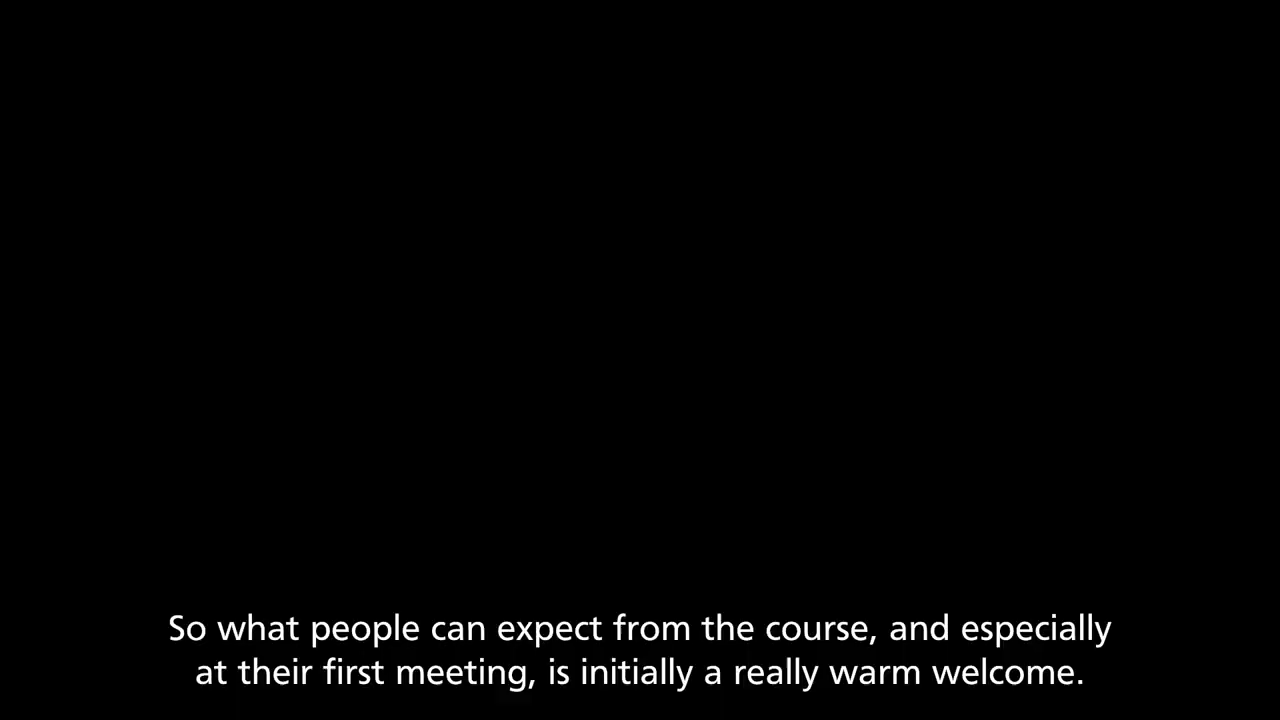 So what people can expect from the course, and especially
at their first meeting, is initially a really warm welcome.